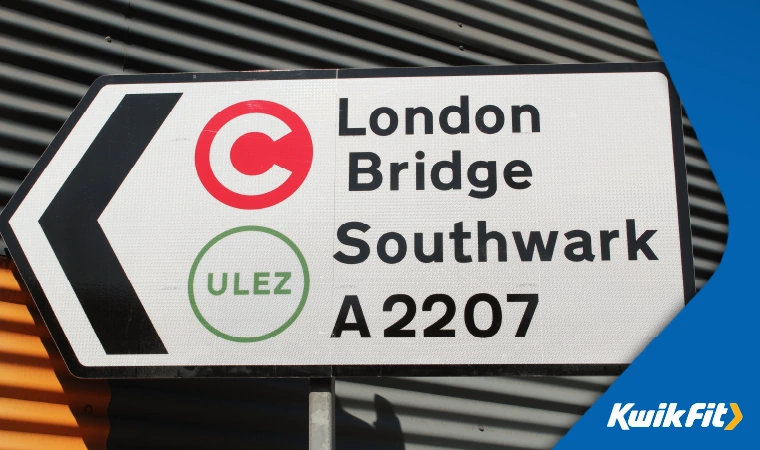 C
London
Bridge
ULEZ
Southwark
A2207
KwikFit